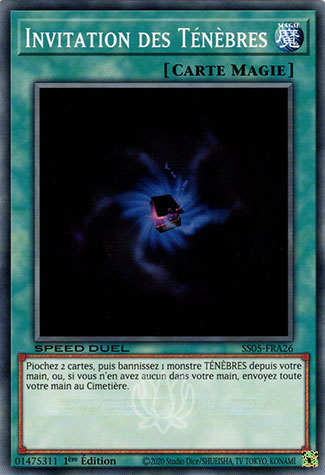 INVITATION DES TÉNÈBRES
MAGIE
魔
[CARTE MAGIE]
SPEED DUEL
SS05-FRA26
Piochez 2 cartes, puis bannissez 1 monstre TÉNÈBRES depuis votre
main, ou, si vous n'en avez aucun dans votre main, envoyez toute
votre main au Cimetière.
01475311
1ère Édition
©2020 Studio Dice/SHUEISHA, TV TOKYO, KONAMI